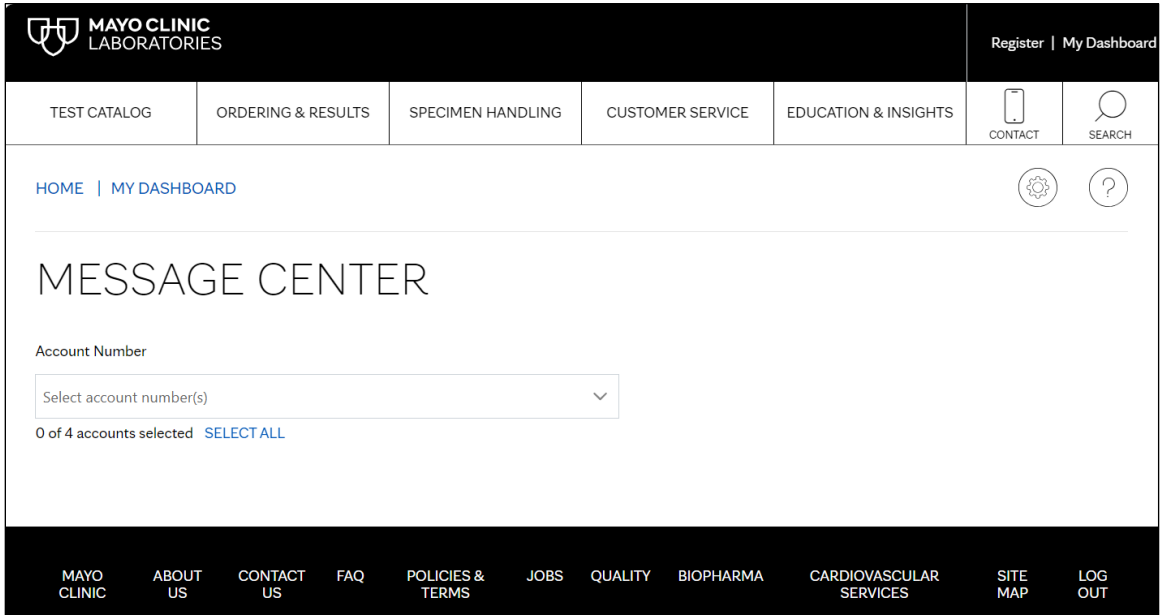 MAYO CLINIC
LABORATORIES
Register | My Dashboard
TEST CATALOG
ORDERING & RESULTS
SPECIMEN HANDLING
CUSTOMER SERVICE
EDUCATION & INSIGHTS
CONTACT
SEARCH
HOME | MY DASHBOARD
?
MESSAGE CENTER
Account Number
Select account number(s)
0 of 4 accounts selected SELECT ALL
MAYO
CLINIC
ABOUT
US
CONTACT
US
FAQ
POLICIES &
TERMS
JOBS
QUALITY
BIOPHARMA
CARDIOVASCULAR
SERVICES
SITE
MAP
LOG
OUT